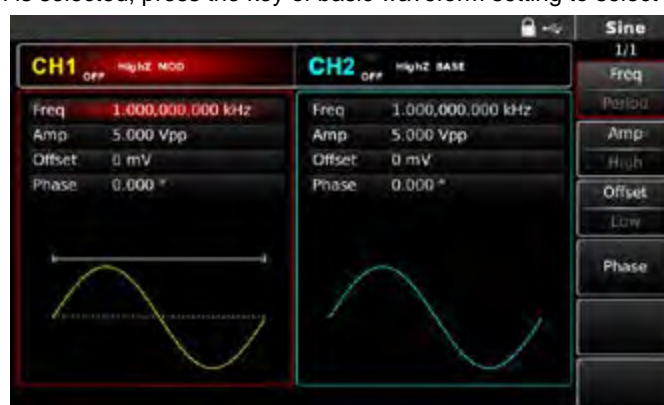 is selected, press the key of basic waveform setting to select
Sine
1/1
CH1 OFF HighZ MOD
CH2 OFF HighZ BASE
Freq
Period
Freq 1.000,000,000 kHz
Freq 1.000,000,000 kHz
Amp 5.000 Vpp
Amp 5.000 Vpp
Amp
High
Offset 0 mV
Offset 0 mV
Phase 0.000 °
Phase 0.000 °
Offset
Low
Phase